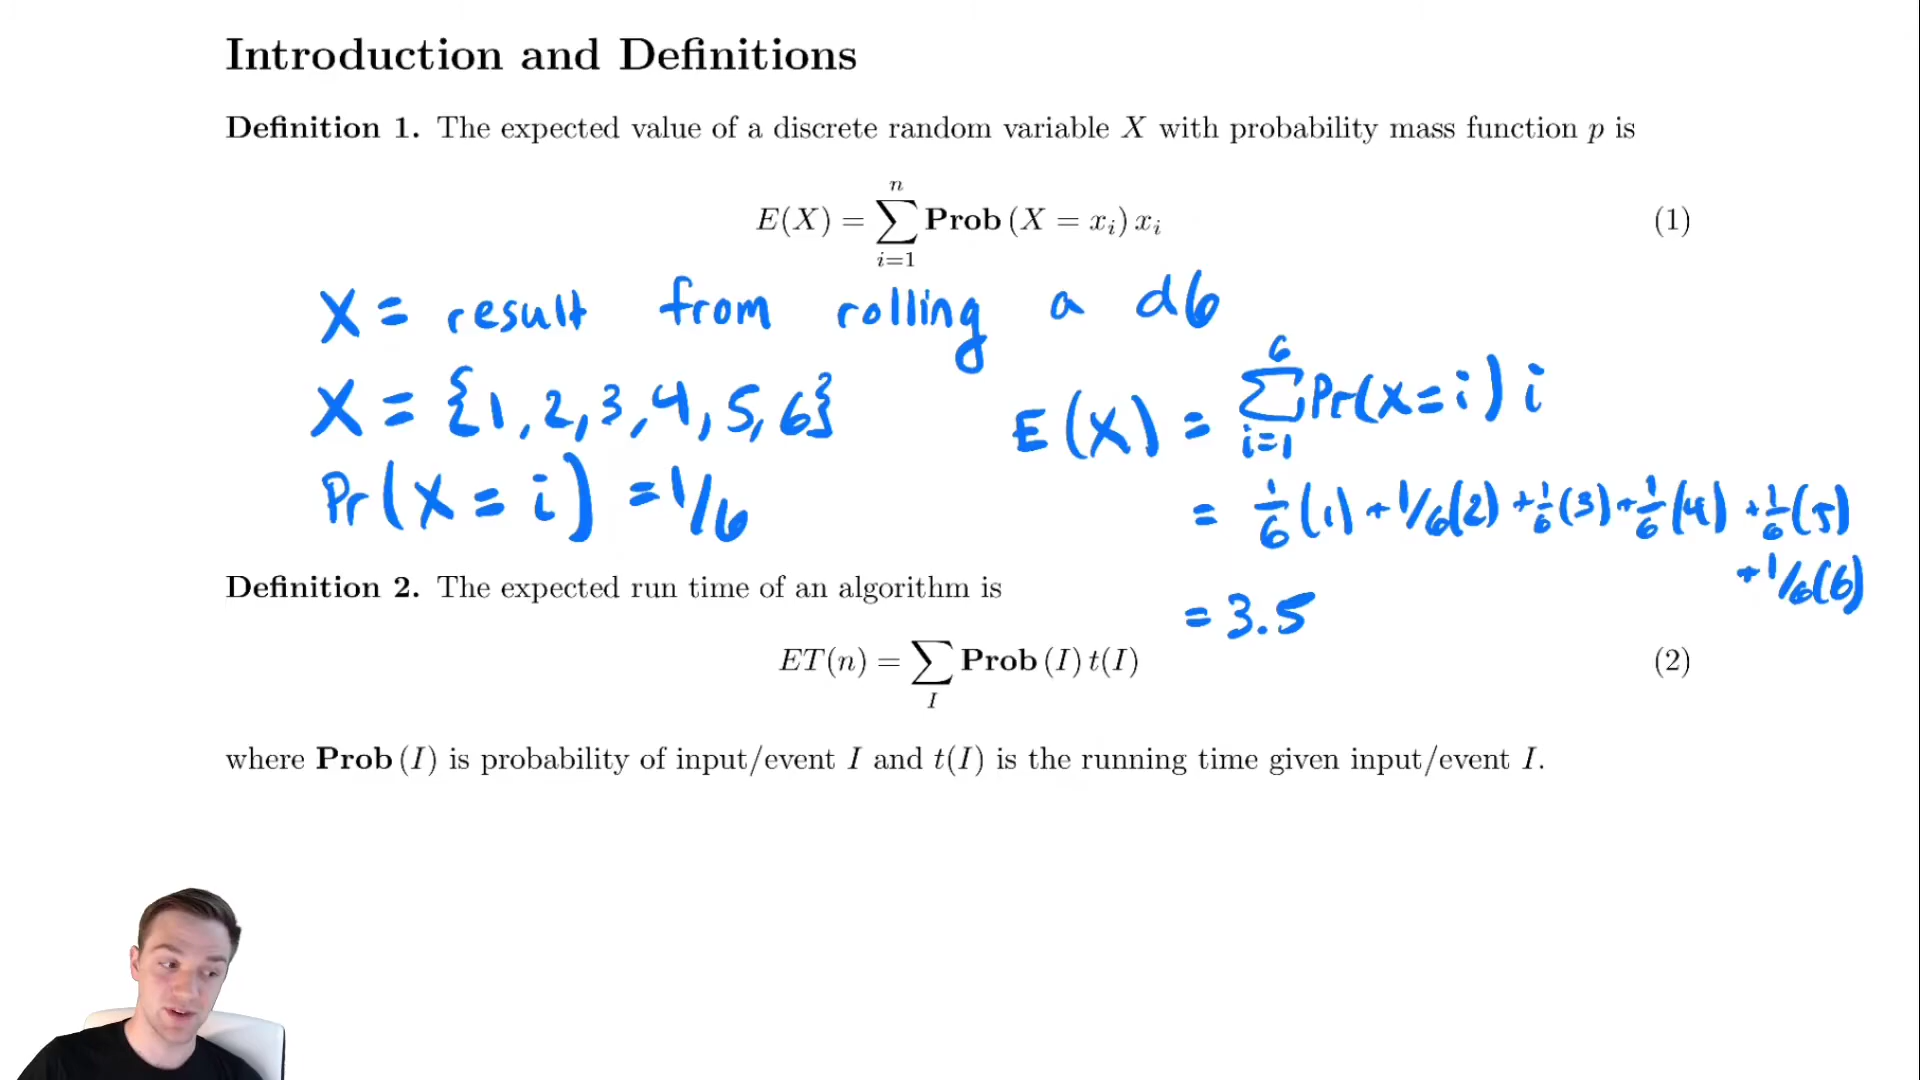 Introduction and Definitions
Definition 1. The expected value of a discrete random variable X with probability mass function p is
E(X) = ∑_{i=1}^{n} Prob (X = x_i) x_i (1)
X = result from rolling a d6
X = {1, 2, 3, 4, 5, 6}
E(X) = ∑_{i=1}^{6} Pr(X=i) i
Pr(X = i) = 1/6
= 1/6 (1) + 1/6(2) + 1/6 (3) + 1/6 (4) + 1/6 (5)
+ 1/6(6)
Definition 2. The expected run time of an algorithm is
= 3.5
ET(n) = ∑_{I} Prob (I) t(I) (2)
where Prob (I) is probability of input/event I and t(I) is the running time given input/event I.